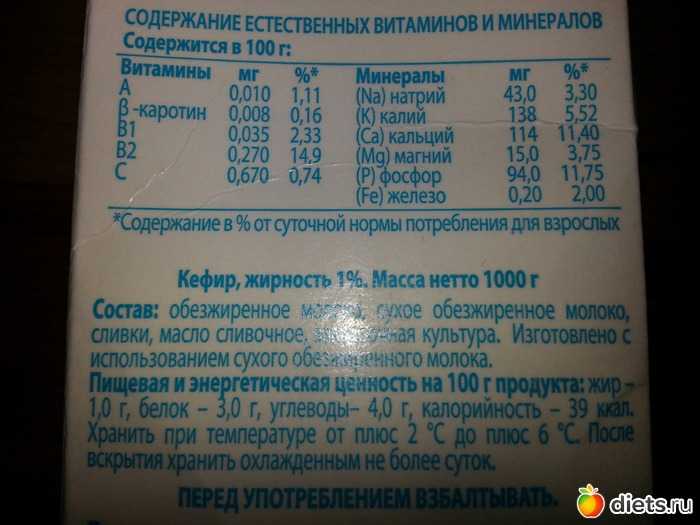 СОДЕРЖАНИЕ ЕСТЕСТВЕННЫХ ВИТАМИНОВ И МИНЕРАЛОВ
Содержится в 100 г:
Витамины мг %* Минералы мг %*
А 0,010 1,11 (Na) натрий 43,0 3,30
β-каротин 0,008 0,16 (К) калий 138 5,52
В1 0,035 2,33 (Са) кальций 114 11,40
В2 0,270 14,9 (Mg) магний 15,0 3,75
С 0,670 0,74 (Р) фосфор 94,0 11,75
(Fe) железо 0,20 2,00
*Содержание в % от суточной нормы потребления для взрослых
Кефир, жирность 1%. Масса нетто 1000 г
Состав: обезжиренное сухое обезжиренное молоко,
сливки, масло сливочное, культура. Изготовлено с
использованием сухого обезжиренного молока.
Пищевая и энергетическая ценность на 100 г продукта: жир –
1,0 г, белок – 3,0 г, углеводы– 4,0 г, калорийность – 39 ккал.
Хранить при температуре от плюс 2 °С до плюс 6 °С. После
вскрытия хранить охлажденным не более суток.
ПЕРЕД УПОТРЕБЛЕНИЕМ ВЗБАЛТЫВАТЬ.
diets.ru